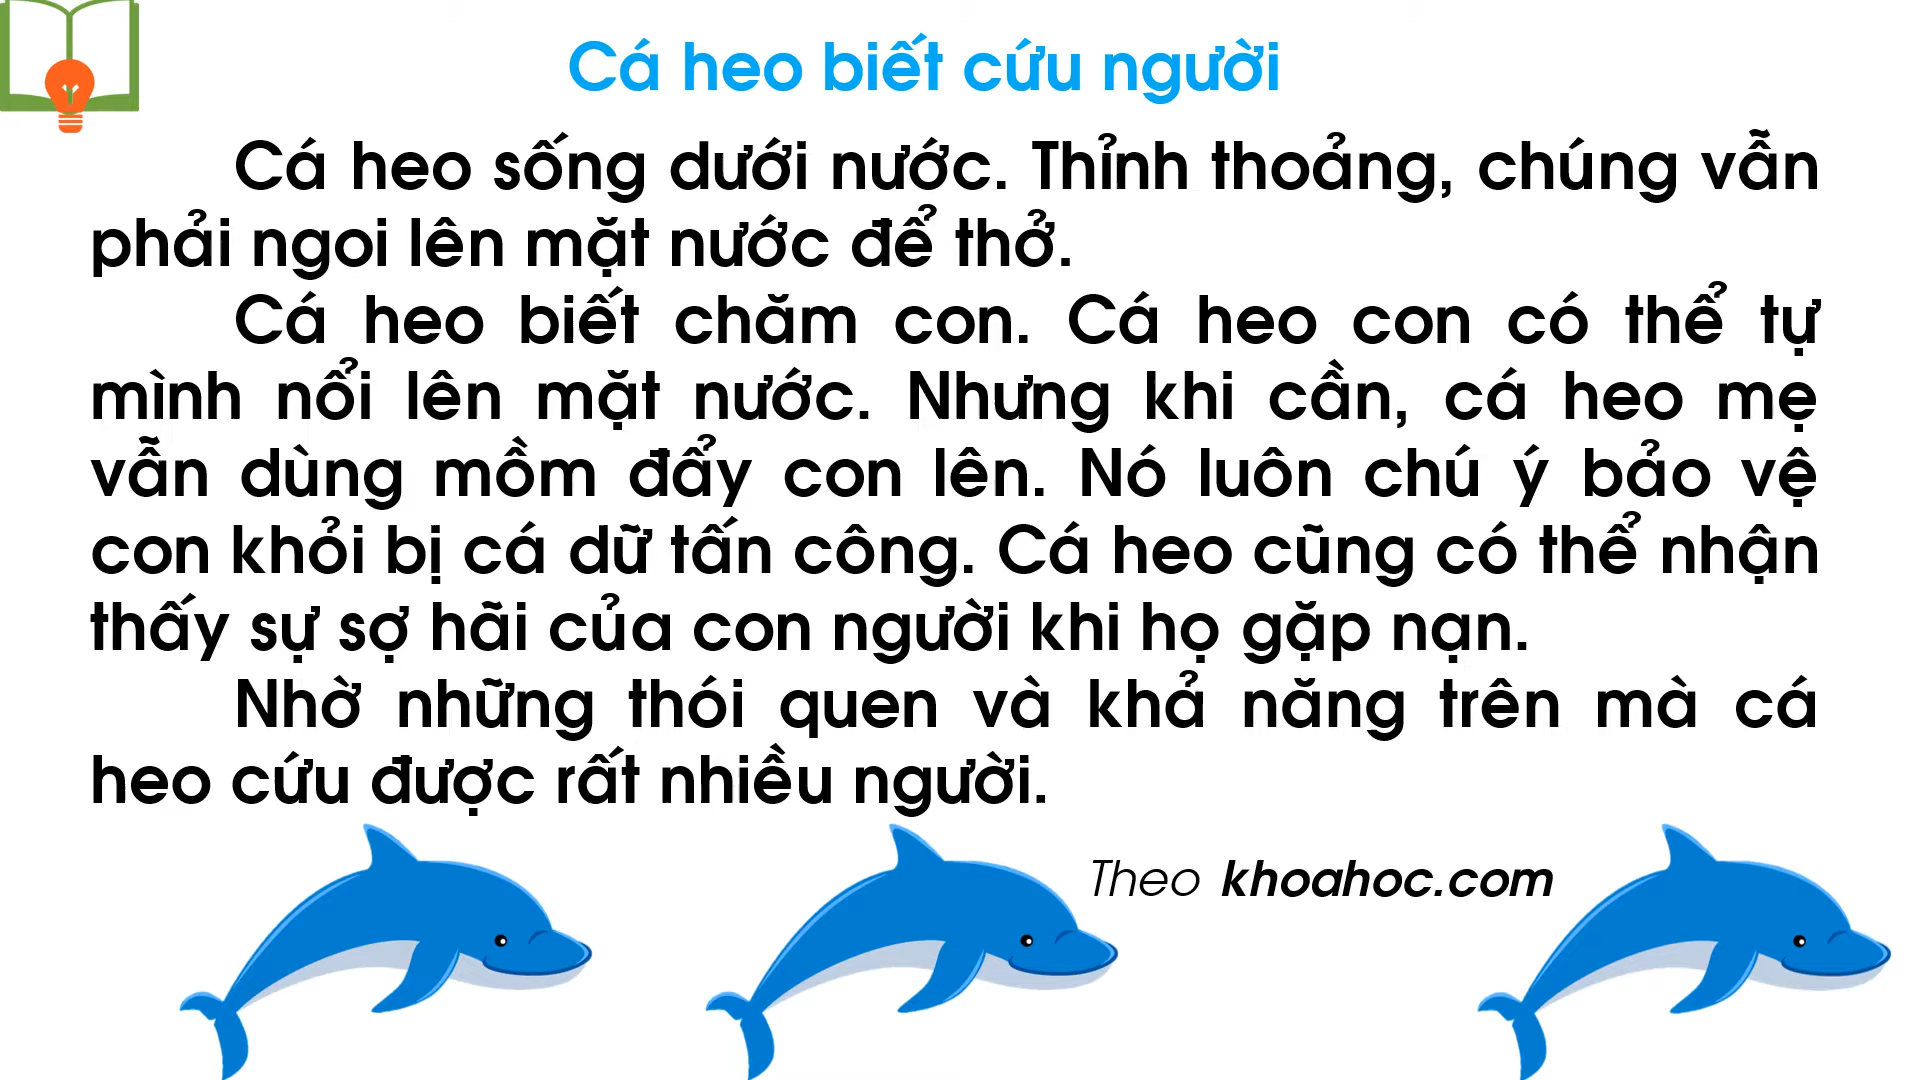 Cá heo biết cứu người
Cá heo sống dưới nước. Thỉnh thoảng, chúng vẫn
phải ngoi lên mặt nước để thở.
Cá heo biết chăm con. Cá heo con có thể tự
mình nổi lên mặt nước. Nhưng khi cần, cá heo mẹ
vẫn dùng mồm đẩy con lên. Nó luôn chú ý bảo vệ
con khỏi bị cá dữ tấn công. Cá heo cũng có thể nhận
thấy sự sợ hãi của con người khi họ gặp nạn.
Nhờ những thói quen và khả năng trên mà cá
heo cứu được rất nhiều người.
Theo khoahoc.com